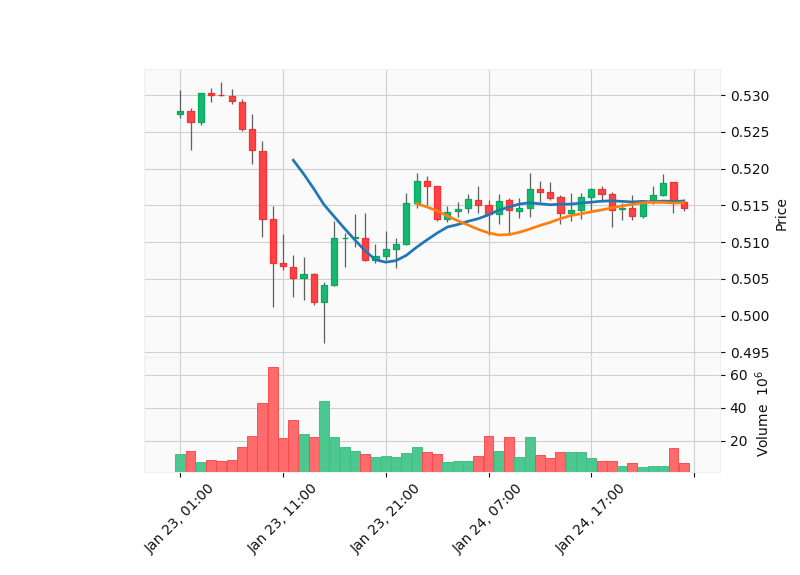 0.530
0.525
0.520
0.515
0.510
0.505
0.500
0.495
Price
60
40
20
Volume 10⁶
Jan 23, 01:00
Jan 23, 11:00
Jan 23, 21:00
Jan 24, 07:00
Jan 24, 17:00